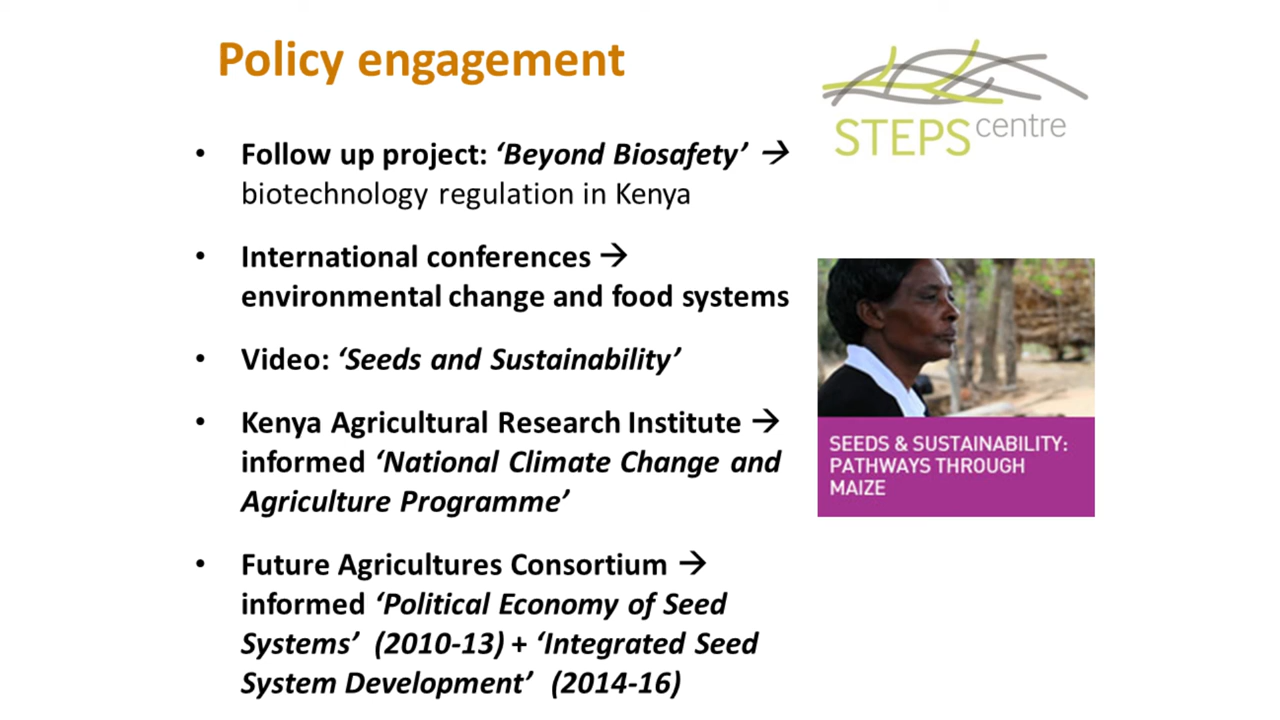 Policy engagement
STEPS centre
• Follow up project: ‘Beyond Biosafety’ →
biotechnology regulation in Kenya
• International conferences →
environmental change and food systems
• Video: ‘Seeds and Sustainability’
• Kenya Agricultural Research Institute →
informed ‘National Climate Change and
Agriculture Programme’
• Future Agricultures Consortium →
informed ‘Political Economy of Seed
Systems’ (2010-13) + ‘Integrated Seed
System Development’ (2014-16)
SEEDS & SUSTAINABILITY:
PATHWAYS THROUGH
MAIZE